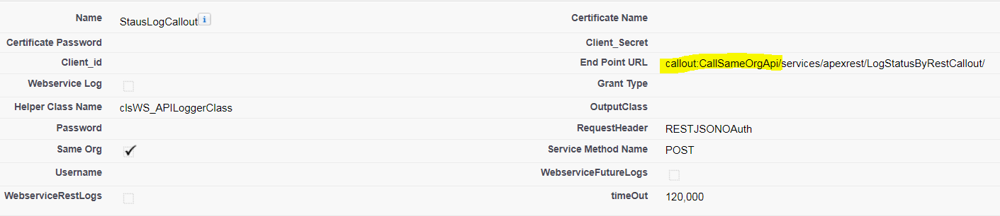 Name StausLogCallout i Certificate Name
Certificate Password Client_Secret
Client_id End Point URL callout:CallSameOrgApi/services/apexrest/LogStatusByRestCallout/
Webservice Log Grant Type
Helper Class Name clsWS_APILoggerClass OutputClass
Password RequestHeader RESTJSONOAuth
Same Org Service Method Name POST
Username WebserviceFutureLogs
WebserviceRestLogs timeOut 120,000